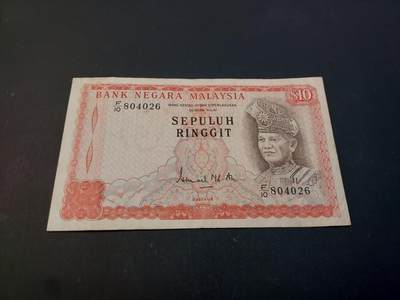 BANK NEGARA MALAYSIA
$10
E/10 804026
SEPULUH
RINGGIT
E/10 804026